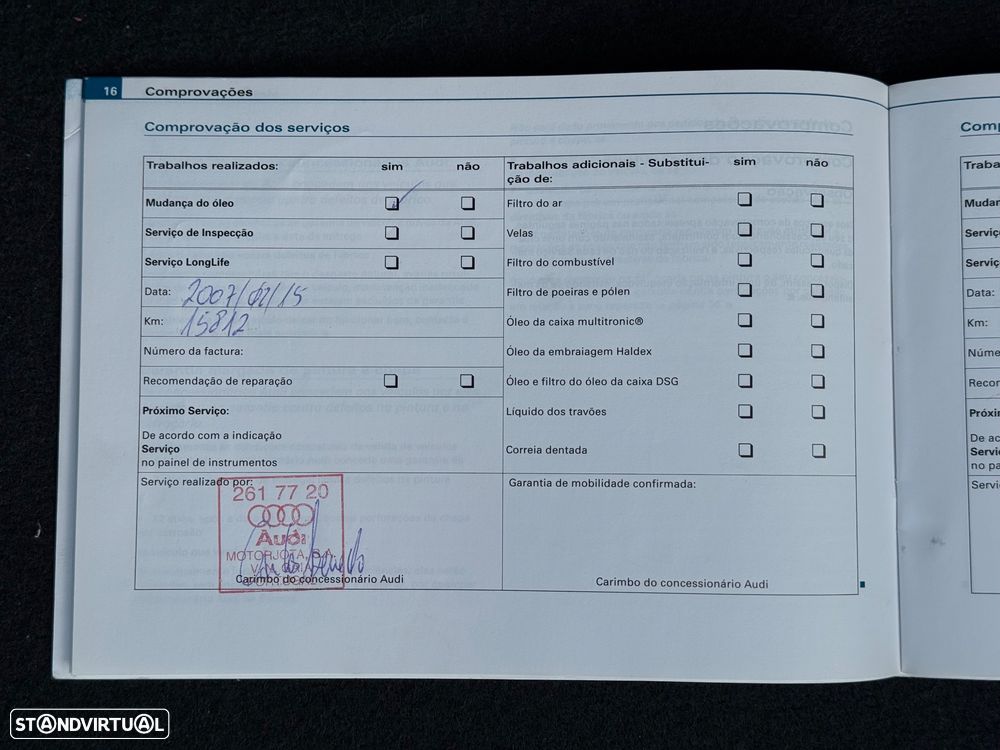 16 Comprovações
Comprovação dos serviços
Trabalhos realizados: sim não
Mudança do óleo
Serviço de Inspecção
Serviço LongLife
Data: 2007/02/15
Km: 15812
Número da factura:
Recomendação de reparação
Próximo Serviço:
De acordo com a indicação
Serviço
no painel de instrumentos
Serviço realizado por:
261 77 20
Audi
MOTORJOTA, S.A.
Carimbo do concessionário Audi
Trabalhos adicionais - Substitui-
ção de: sim não
Filtro do ar
Velas
Filtro do combustível
Filtro de poeiras e pólen
Óleo da caixa multitronic®
Óleo da embraiagem Haldex
Óleo e filtro do óleo da caixa DSG
Líquido dos travões
Correia dentada
Garantia de mobilidade confirmada:
Carimbo do concessionário Audi
Data:
Km:
STANDVIRTUAL